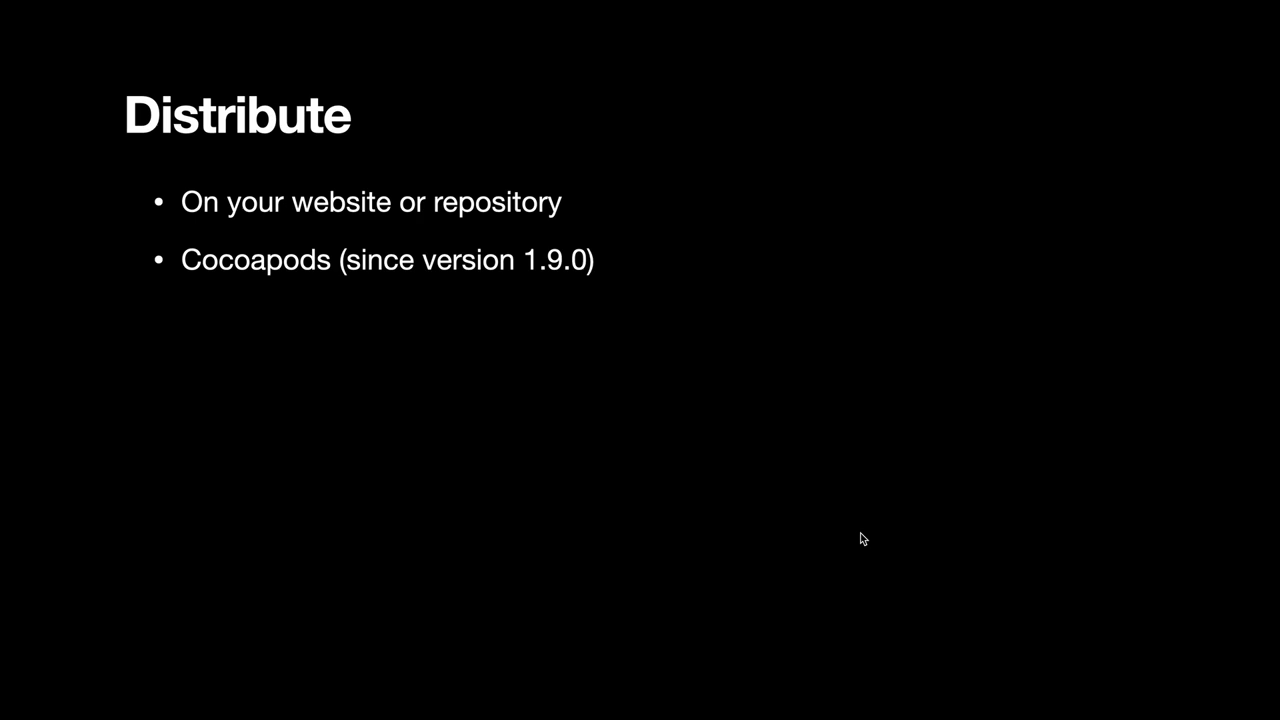 Distribute
• On your website or repository
• Cocoapods (since version 1.9.0)